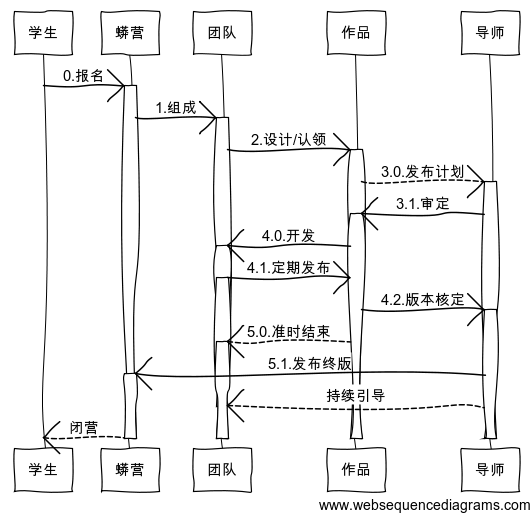 学生 蟒营 团队 作品 导师
0.报名
1.组成
2.设计/认领
3.0.发布计划
3.1.审定
4.0.开发
4.1.定期发布
4.2.版本核定
5.0.准时结束
5.1.发布终版
持续引导
闭营
学生 蟒营 团队 作品 导师
www.websequencediagrams.com